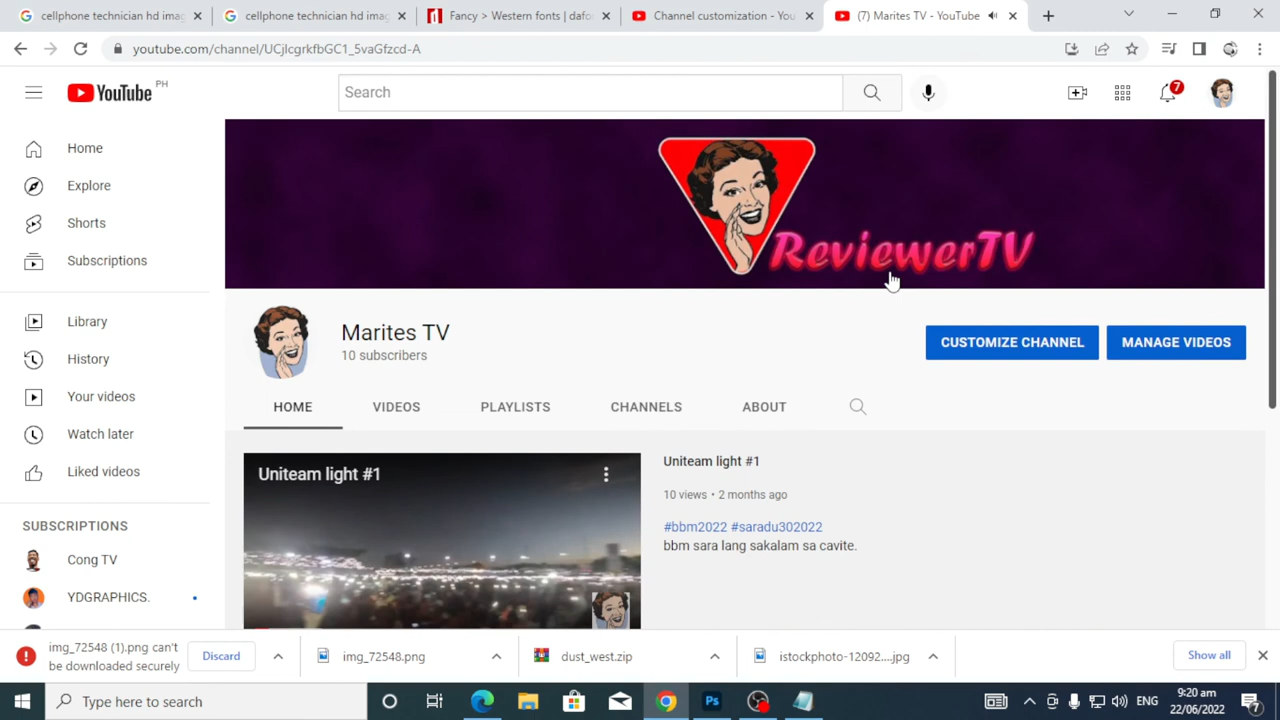 cellphone technician hd imag
cellphone technician hd imag
Fancy > Western fonts | dafo
Channel customization - You
(7) Marites TV - YouTube
youtube.com/channel/UCjIcgrkfbGC1_5vaGfzcd-A
YouTube PH
Search
7
Home
Explore
Shorts
Subscriptions
Library
History
Your videos
Watch later
Liked videos
SUBSCRIPTIONS
Cong TV
YDGRAPHICS.
ReviewerTV
Marites TV
10 subscribers
CUSTOMIZE CHANNEL
MANAGE VIDEOS
HOME
VIDEOS
PLAYLISTS
CHANNELS
ABOUT
Uniteam light #1
Uniteam light #1
10 views • 2 months ago
#bbm2022 #saradu302022
bbm sara lang sakalam sa cavite.
img_72548 (1).png can't
be downloaded securely
Discard
img_72548.png
dust_west.zip
istockphoto-12092....jpg
Show all
Type here to search
Ps
ENG
9:20 am
22/06/2022
7